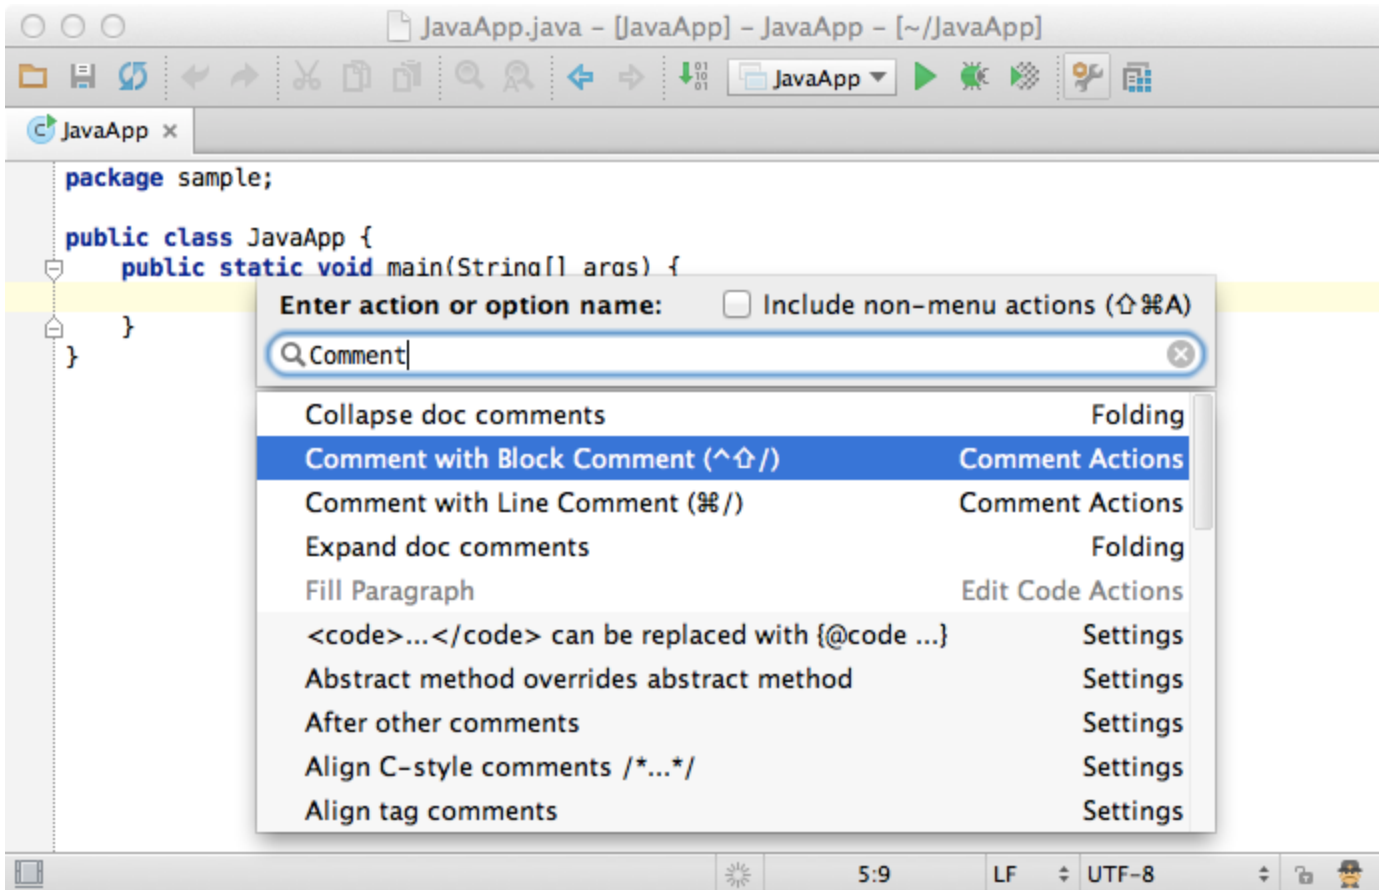 JavaApp.java – [JavaApp] – JavaApp – [~/JavaApp]
JavaApp
JavaApp
package sample;
public class JavaApp {
public static void main(String[] args) {
Enter action or option name: Include non-menu actions (⇧⌘A)
Comment
}
}
Collapse doc comments Folding
Comment with Block Comment (^⇧/) Comment Actions
Comment with Line Comment (⌘/) Comment Actions
Expand doc comments Folding
Fill Paragraph Edit Code Actions
<code>...</code> can be replaced with {@code ...} Settings
Abstract method overrides abstract method Settings
After other comments Settings
Align C-style comments /*...*/ Settings
Align tag comments Settings
5:9 LF UTF-8